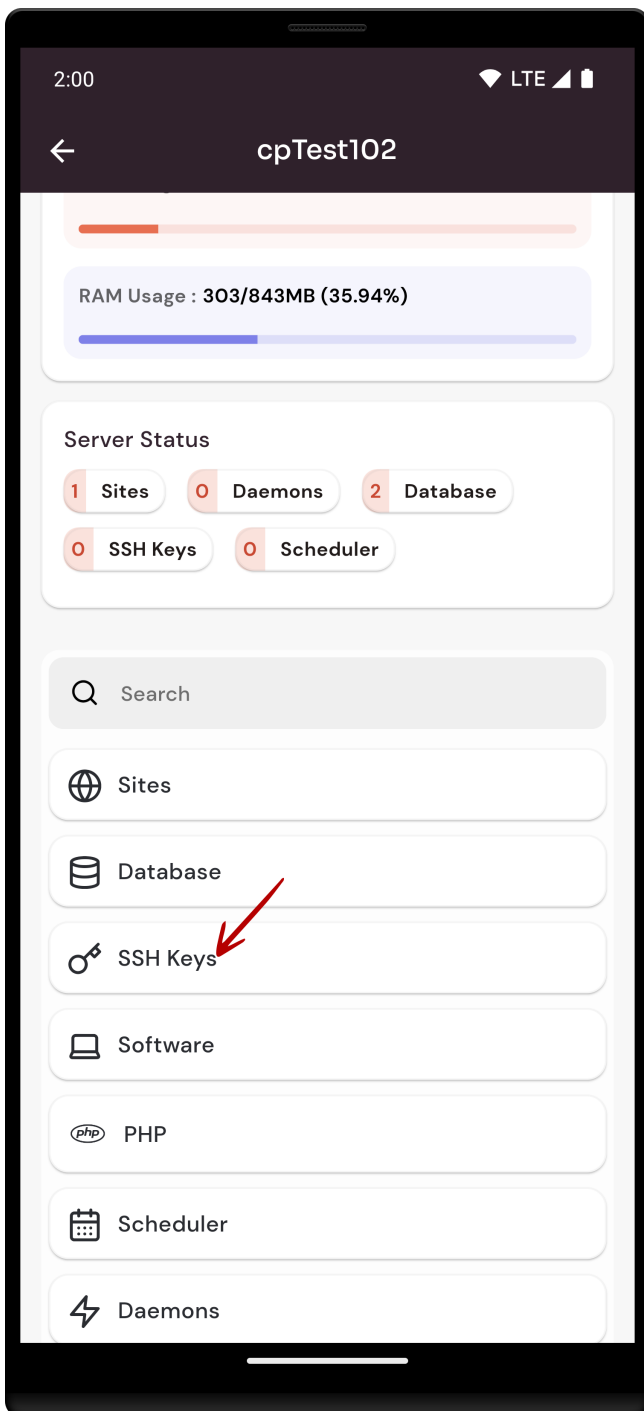 2:00
LTE
cpTest102
RAM Usage : 303/843MB (35.94%)
Server Status
1 Sites 0 Daemons 2 Database
0 SSH Keys 0 Scheduler
Search
Sites
Database
SSH Keys
Software
php PHP
Scheduler
Daemons